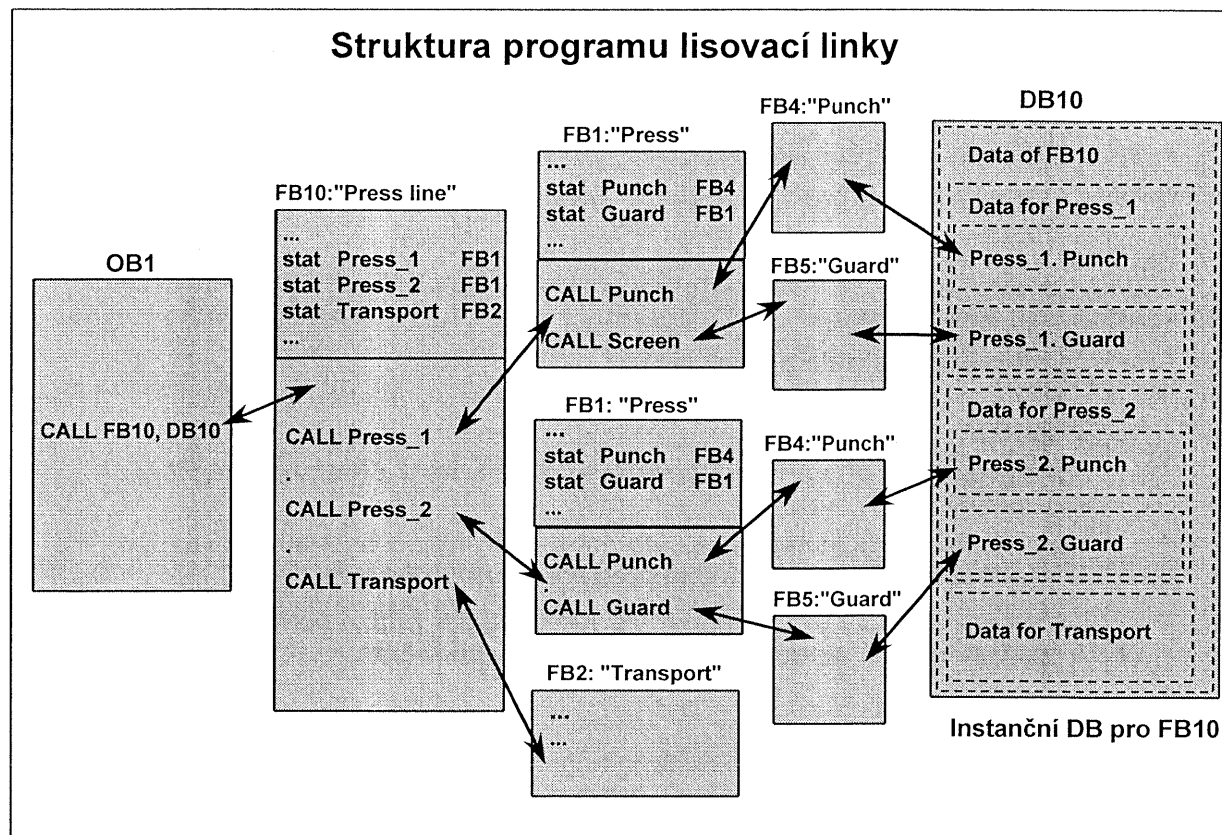 Struktura programu lisovací linky
OB1
CALL FB10, DB10
FB10:"Press line"
...
stat Press_1 FB1
stat Press_2 FB1
stat Transport FB2
...
CALL Press_1
.
CALL Press_2
.
CALL Transport
FB1:"Press"
...
stat Punch FB4
stat Guard FB1
...
CALL Punch
CALL Screen
FB1: "Press"
...
stat Punch FB4
stat Guard FB1
...
CALL Punch
.
CALL Guard
FB2: "Transport"
...
...
FB4:"Punch"
FB5:"Guard"
FB4:"Punch"
FB5:"Guard"
DB10
Data of FB10
Data for Press_1
Press_1. Punch
Press_1. Guard
Data for Press_2
Press_2. Punch
Press_2. Guard
Data for Transport
Instanční DB pro FB10